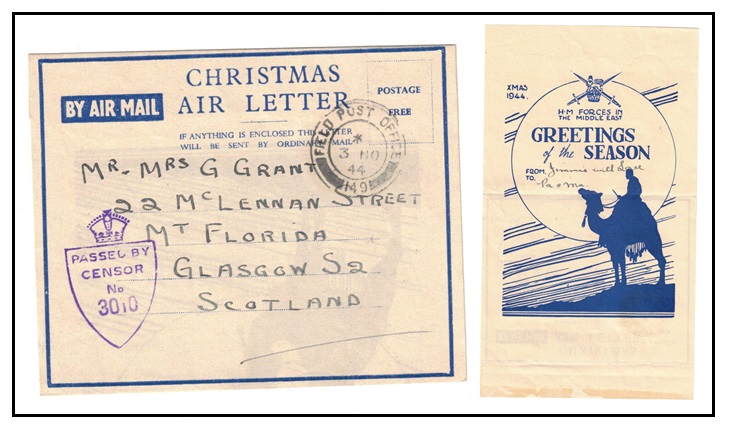 CHRISTMAS
AIR LETTER
BY AIR MAIL
POSTAGE
FREE
IF ANYTHING IS ENCLOSED THIS LETTER
WILL BE SENT BY ORDINARY MAIL
FIELD POST OFFICE
*
3 NO
44
149
MR. MRS G GRANT
22 McLENNAN STREET
MT FLORIDA
GLASGOW S2
SCOTLAND
PASSED BY
CENSOR
No
3010
XMAS
1944.
H·M FORCES IN
THE MIDDLE EAST
GREETINGS
of the SEASON
FROM Jimmie with Love
TO. Pa & Ma